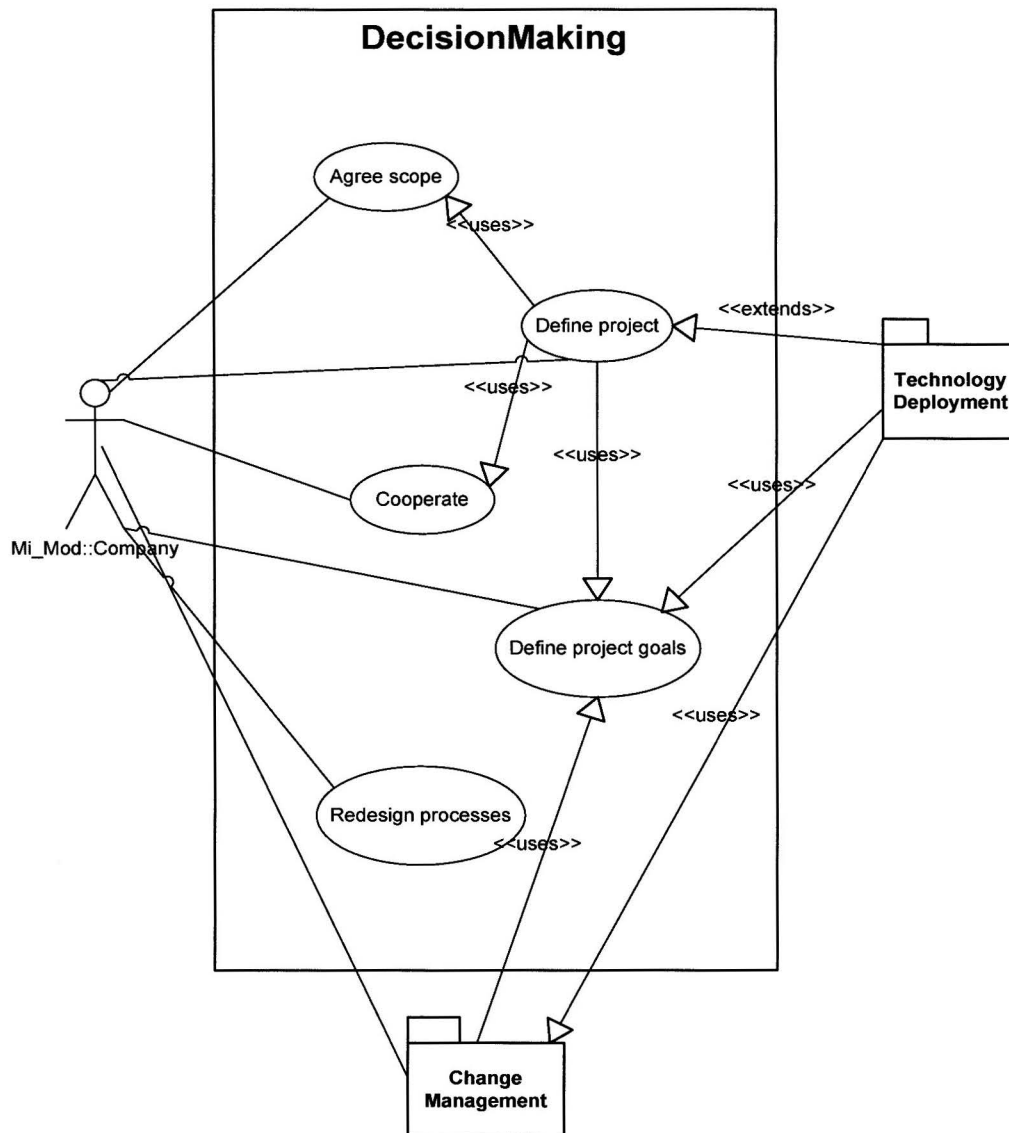 DecisionMaking
Agree scope
<<uses>>
Define project
<<extends>>
Technology
Deployment
<<uses>>
<<uses>>
Cooperate
<<uses>>
Mi_Mod::Company
Define project goals
<<uses>>
Redesign processes
<<uses>>
Change
Management